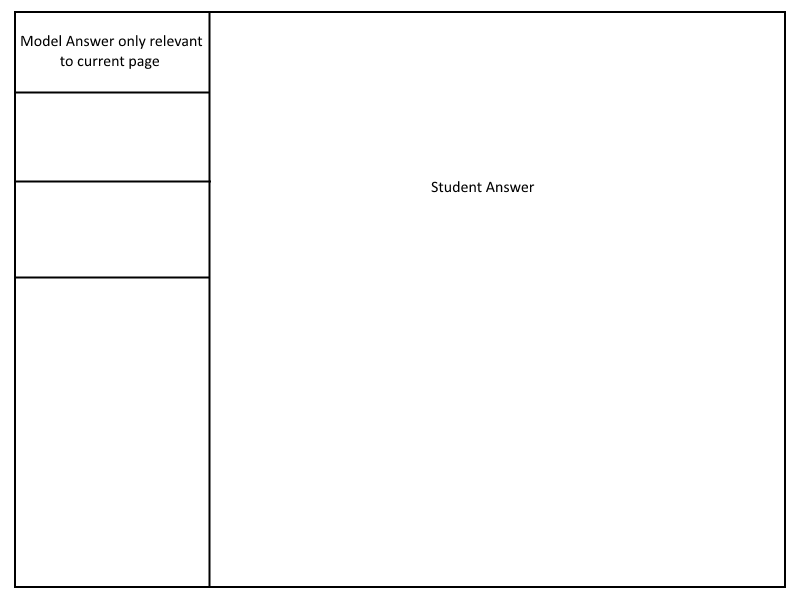 Model Answer only relevant
to current page
Student Answer